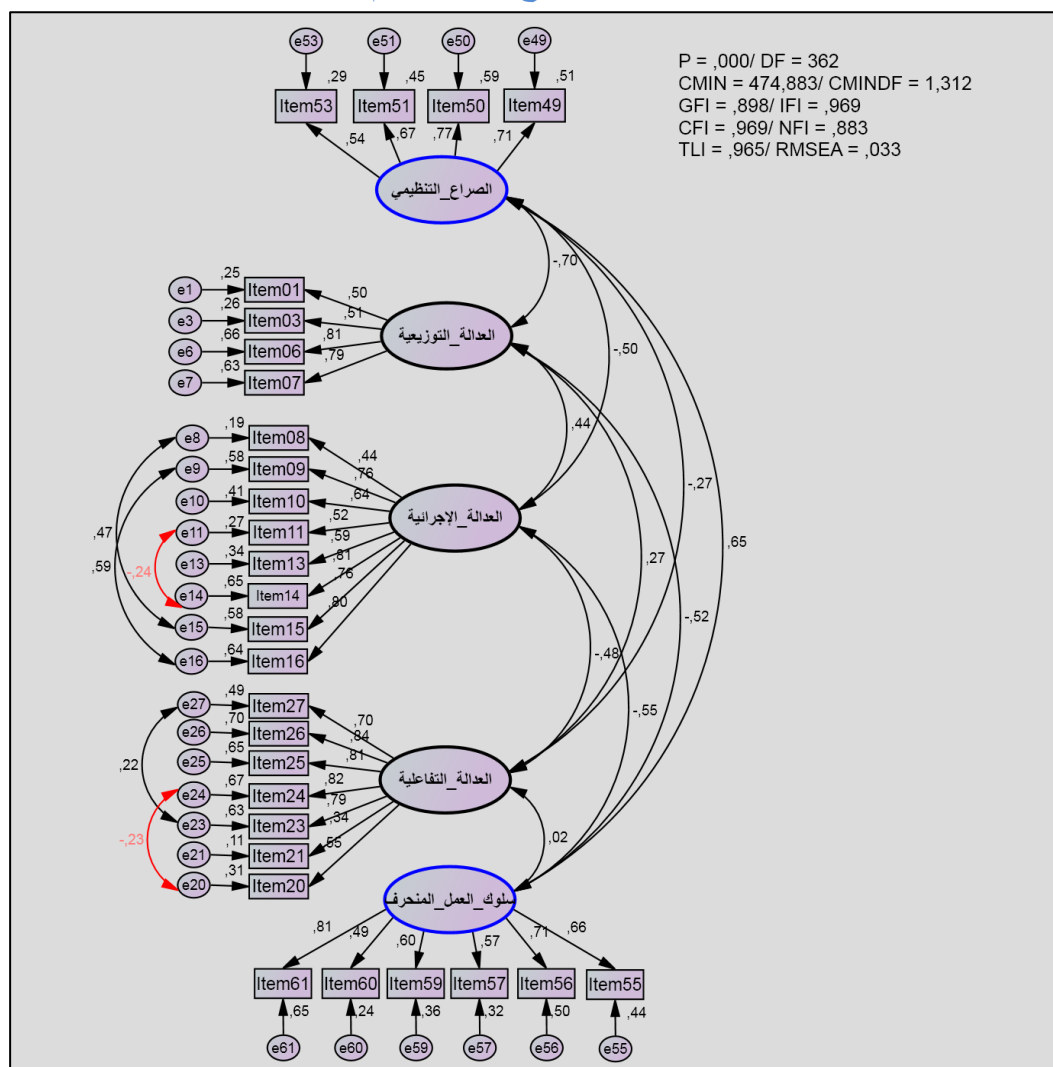 e53 e51 e50 e49
,29 ,45 ,59 ,51
Item53 Item51 Item50 Item49
,54 ,67 ,77 ,71
P = ,000/ DF = 362
CMIN = 474,883/ CMINDF = 1,312
GFI = ,898/ IFI = ,969
CFI = ,969/ NFI = ,883
TLI = ,965/ RMSEA = ,033
الصراع_التنظيمي
e1 ,25 Item01 ,50
e3 ,26 Item03 ,51
e6 ,66 Item06 ,81
e7 ,63 Item07 ,79
العدالة_التوزيعية
-,70
-,50
,44
e8 ,19 Item08 ,44
e9 ,58 Item09 ,76
e10 ,41 Item10 ,64
e11 ,27 Item11 ,52
e13 ,34 Item13 ,59
e14 ,65 Item14 ,81
e15 ,58 Item15 ,76
e16 ,64 Item16 ,80
العدالة_الإجرائية
,47
,59
-,24
-,27
,65
,27
-,52
-,48
-,55
e27 ,49 Item27 ,70
e26 ,70 Item26 ,84
e25 ,65 Item25 ,81
e24 ,67 Item24 ,82
e23 ,63 Item23 ,79
e21 ,11 Item21 ,34
e20 ,31 Item20 ,55
العدالة_التفاعلية
,22
-,23
,02
سلوك_العمل_المنحرف
,81 ,49 ,60 ,57 ,71 ,66
Item61 Item60 Item59 Item57 Item56 Item55
,65 ,24 ,36 ,32 ,50 ,44
e61 e60 e59 e57 e56 e55